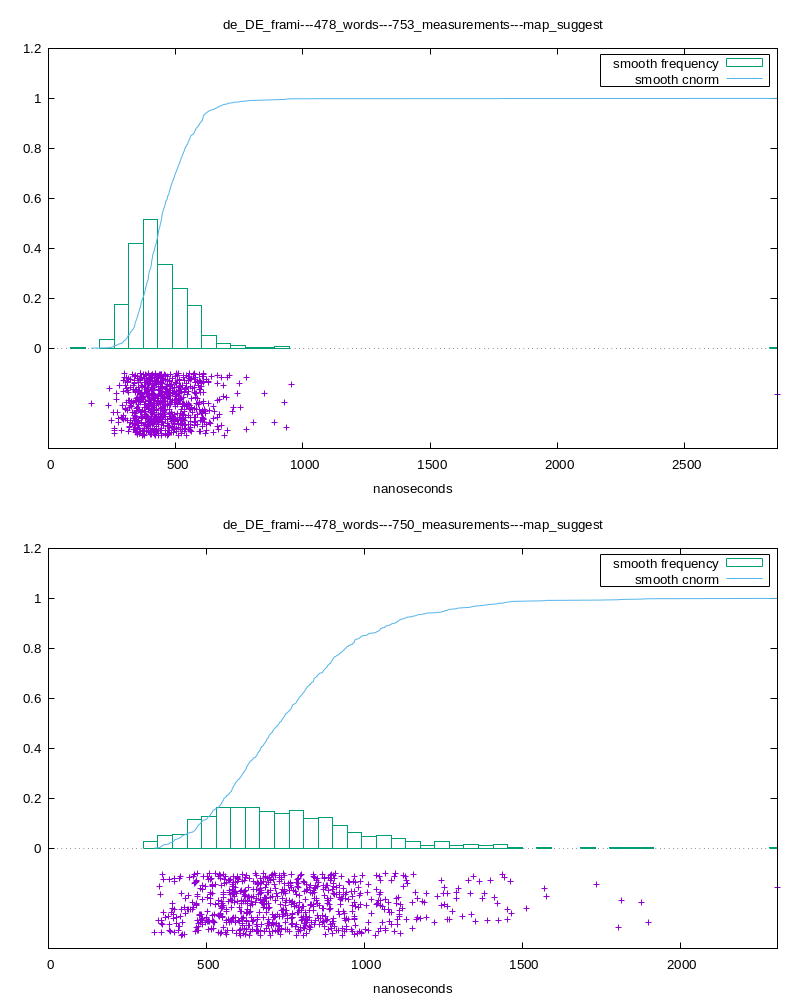 de_DE_frami---478_words---753_measurements---map_suggest
1.2
smooth frequency
smooth cnorm
1
0.8
0.6
0.4
0.2
0
0 500 1000 1500 2000 2500
nanoseconds
de_DE_frami---478_words---750_measurements---map_suggest
1.2
smooth frequency
smooth cnorm
1
0.8
0.6
0.4
0.2
0
0 500 1000 1500 2000
nanoseconds